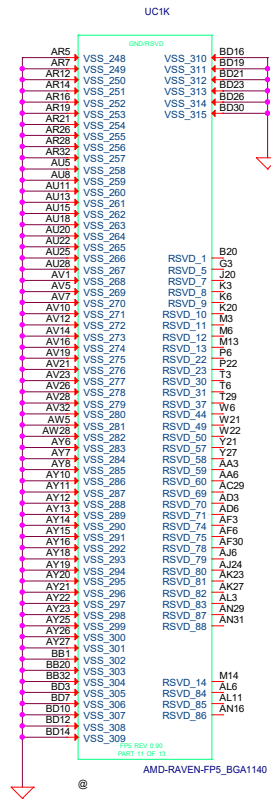 UC1K
GND/RSVD
AR5 VSS_248 VSS_310 BD16
AR7 VSS_249 VSS_311 BD19
AR12 VSS_250 VSS_312 BD21
AR14 VSS_251 VSS_313 BD23
AR16 VSS_252 VSS_314 BD26
AR19 VSS_253 VSS_315 BD30
AR21 VSS_254
AR26 VSS_255
AR28 VSS_256
AR32 VSS_257
AU5 VSS_258
AU8 VSS_259
AU11 VSS_260
AU13 VSS_261
AU15 VSS_262
AU18 VSS_263
AU20 VSS_264
AU22 VSS_265
AU25 VSS_266 RSVD_1 B20
AU28 VSS_267 RSVD_5 G3
AV1 VSS_268 RSVD_7 J20
AV5 VSS_269 RSVD_8 K3
AV7 VSS_270 RSVD_9 K6
AV10 VSS_271 RSVD_10 K20
AV12 VSS_272 RSVD_11 M3
AV14 VSS_273 RSVD_12 M6
AV16 VSS_274 RSVD_13 M13
AV19 VSS_275 RSVD_22 P6
AV21 VSS_276 RSVD_23 P22
AV23 VSS_277 RSVD_30 T3
AV26 VSS_278 RSVD_31 T6
AV28 VSS_279 RSVD_37 T29
AV32 VSS_280 RSVD_44 W6
AW5 VSS_281 RSVD_49 W21
AW28 VSS_282 RSVD_50 W22
AY6 VSS_283 RSVD_57 Y21
AY7 VSS_284 RSVD_58 Y27
AY8 VSS_285 RSVD_59 AA3
AY10 VSS_286 RSVD_60 AA6
AY11 VSS_287 RSVD_69 AC29
AY12 VSS_288 RSVD_70 AD3
AY13 VSS_289 RSVD_71 AD6
AY14 VSS_290 RSVD_74 AF3
AY15 VSS_291 RSVD_75 AF6
AY16 VSS_292 RSVD_78 AF30
AY18 VSS_293 RSVD_79 AJ6
AY19 VSS_294 RSVD_80 AJ24
AY20 VSS_295 RSVD_81 AK23
AY21 VSS_296 RSVD_82 AK27
AY22 VSS_297 RSVD_83 AL3
AY23 VSS_298 RSVD_87 AN29
AY25 VSS_299 RSVD_88 AN31
AY26 VSS_300
AY27 VSS_301
BB1 VSS_302
BB20 VSS_303
BB32 VSS_304 RSVD_14 M14
BD3 VSS_305 RSVD_84 AL6
BD7 VSS_306 RSVD_85 AL11
BD10 VSS_307 RSVD_86 AN16
BD12 VSS_308
BD14 VSS_309
FP5 REV 0.90
PART 11 OF 13
AMD-RAVEN-FP5_BGA1140
@